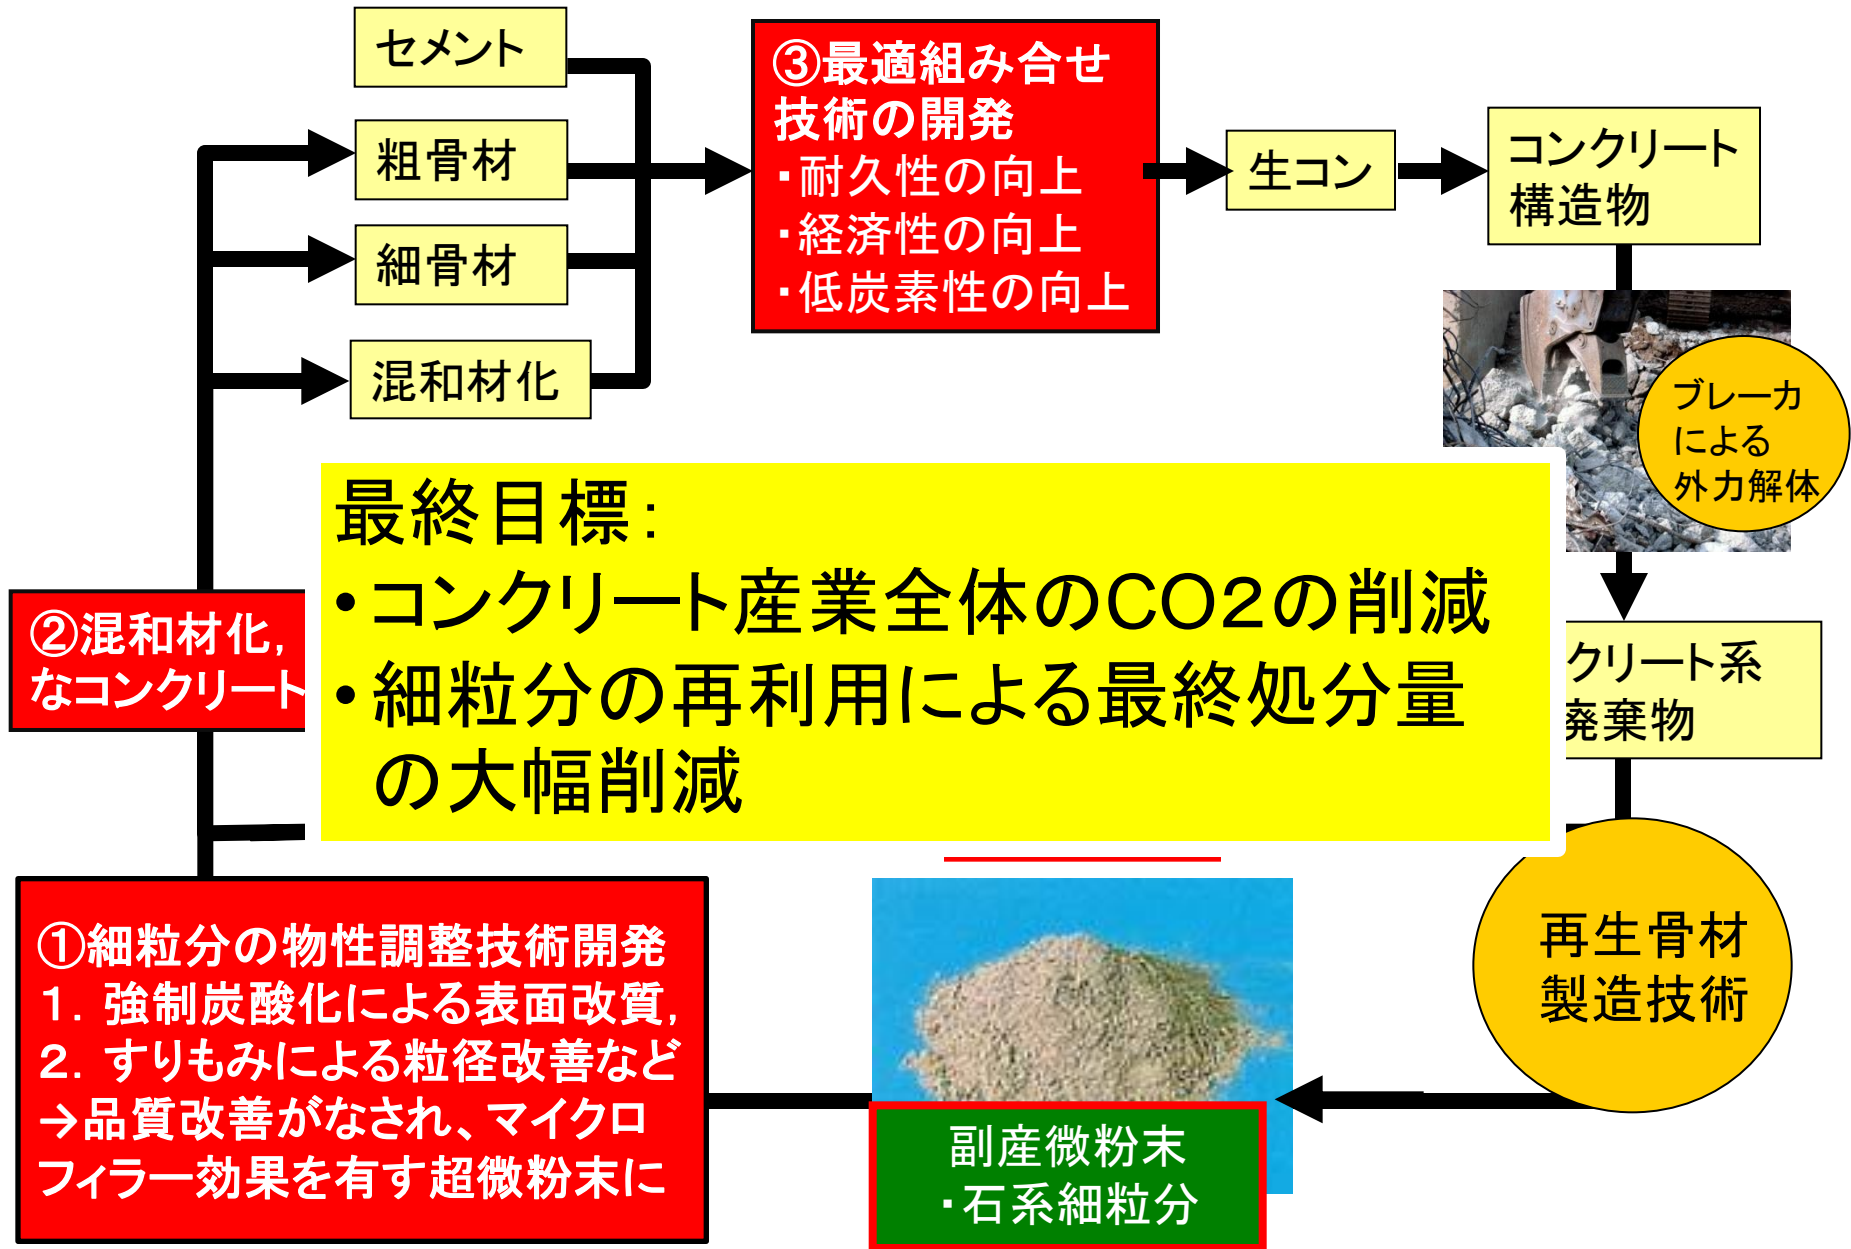 セメント
粗骨材
細骨材
混和材化
③最適組み合せ
技術の開発
・耐久性の向上
・経済性の向上
・低炭素性の向上
生コン
コンクリート
構造物
ブレーカ
による
外力解体
最終目標：
•コンクリート産業全体のCO2の削減
•細粒分の再利用による最終処分量
の大幅削減
②混和材化,
なコンクリート
クリート系
廃棄物
再生骨材
製造技術
①細粒分の物性調整技術開発
1．強制炭酸化による表面改質,
2．すりもみによる粒径改善など
→品質改善がなされ、マイクロ
フィラー効果を有す超微粉末に
副産微粉末
・石系細粒分